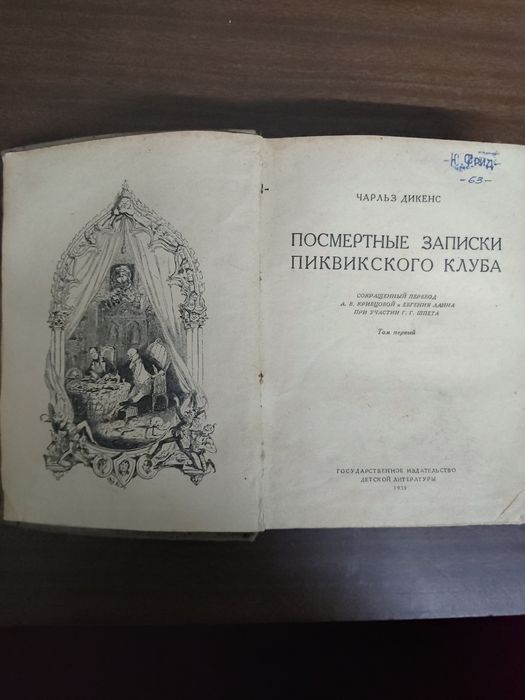 К. Фрид
-63-
ЧАРЛЬЗ ДИКЕНС
ПОСМЕРТНЫЕ ЗАПИСКИ
ПИКВИКСКОГО КЛУБА
СОКРАЩЕННЫЙ ПЕРЕВОД
А. В. КРИВЦОВОЙ и ЕВГЕНИЯ ЛАННА
ПРИ УЧАСТИИ Г. Г. ШПЕТА
Том первый
ГОСУДАРСТВЕННОЕ ИЗДАТЕЛЬСТВО
ДЕТСКОЙ ЛИТЕРАТУРЫ